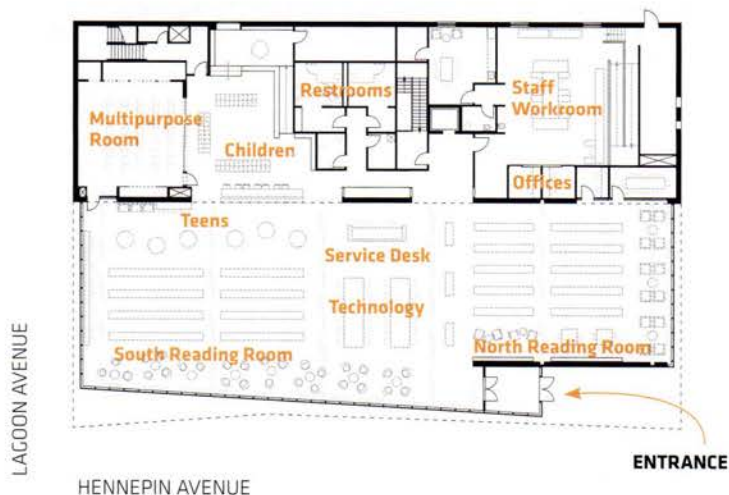 Multipurpose
Room
Restrooms
Children
Staff
Workroom
Offices
Teens
Service Desk
Technology
South Reading Room
North Reading Room
LAGOON AVENUE
ENTRANCE
HENNEPIN AVENUE